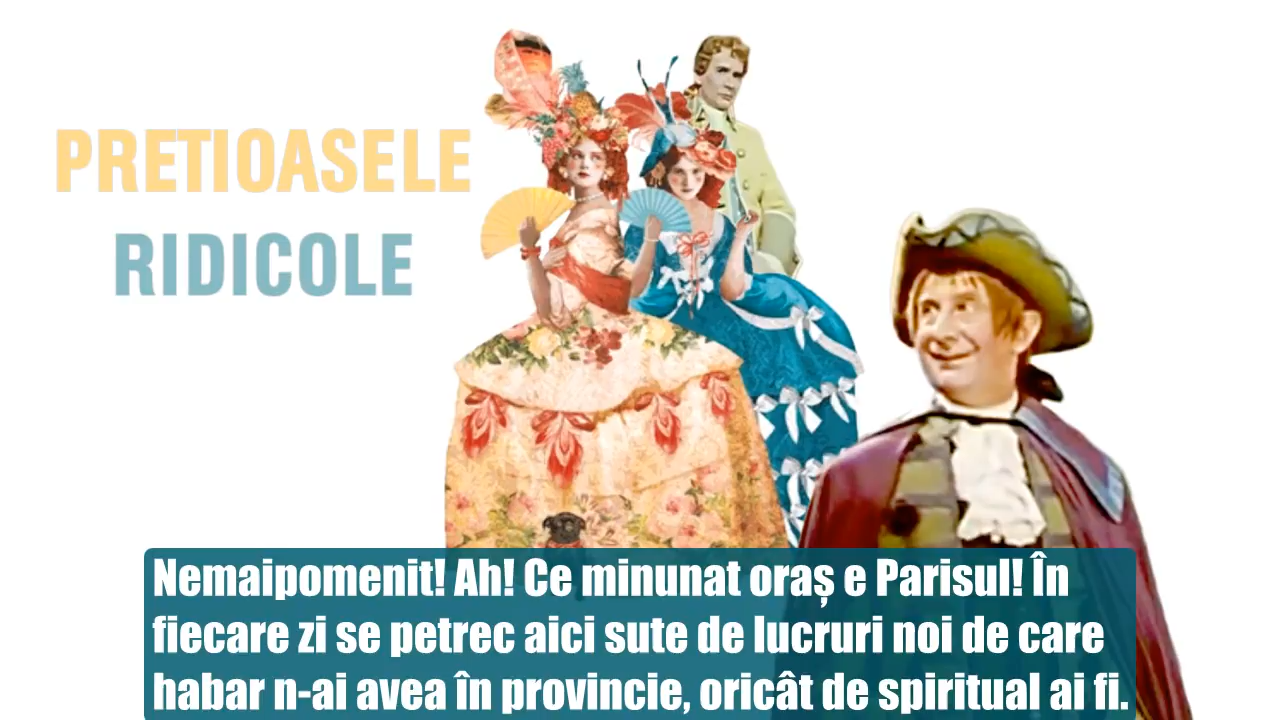 PRETIOASELE
RIDICOLE
Nemaipomenit! Ah! Ce minunat oraș e Parisul! În
fiecare zi se petrec aici sute de lucruri noi de care
habar n-ai avea în provincie, oricât de spiritual ai fi.